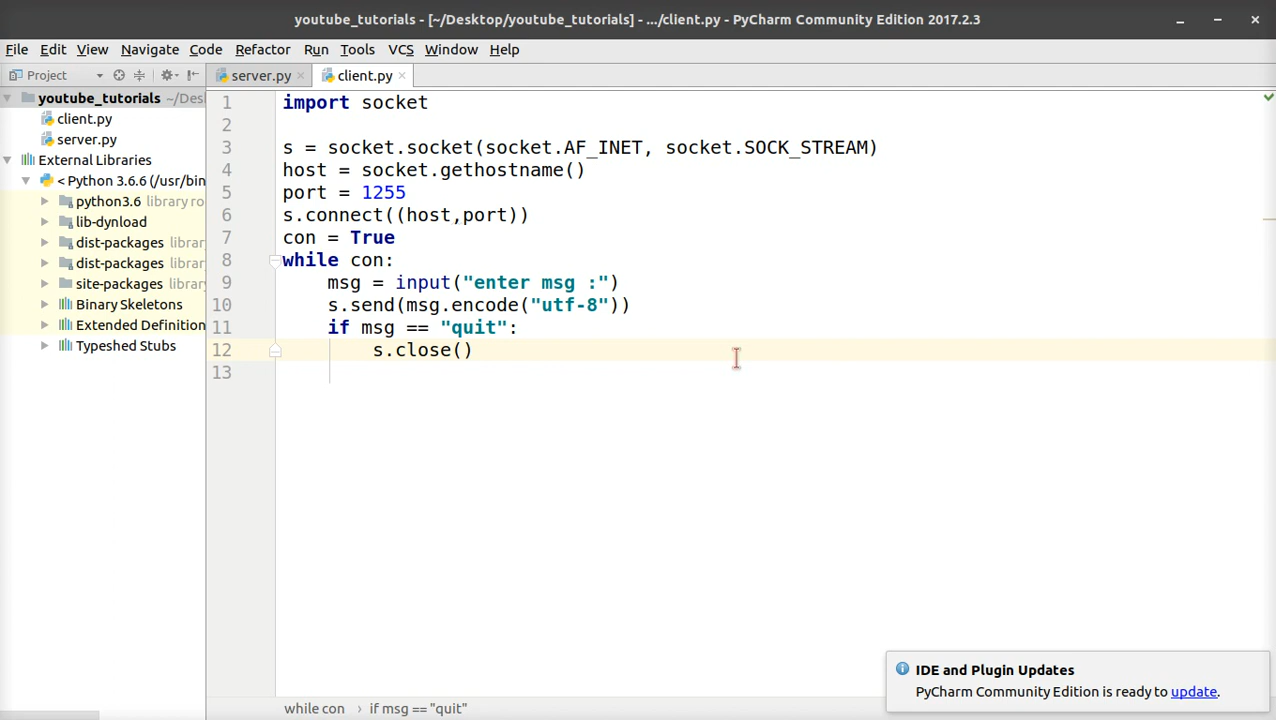 youtube_tutorials - [~/Desktop/youtube_tutorials] - .../client.py - PyCharm Community Edition 2017.2.3
File Edit View Navigate Code Refactor Run Tools VCS Window Help
Project
server.py
client.py
youtube_tutorials ~/Des
client.py
server.py
External Libraries
< Python 3.6.6 (/usr/bin
python3.6 library ro
lib-dynload
dist-packages librar
dist-packages librar
site-packages library
Binary Skeletons
Extended Definition
Typeshed Stubs
1 import socket
2
3 s = socket.socket(socket.AF_INET, socket.SOCK_STREAM)
4 host = socket.gethostname()
5 port = 1255
6 s.connect((host,port))
7 con = True
8 while con:
9 msg = input("enter msg :")
10 s.send(msg.encode("utf-8"))
11 if msg == "quit":
12 s.close()
13
IDE and Plugin Updates
PyCharm Community Edition is ready to update.
while con › if msg == "quit"